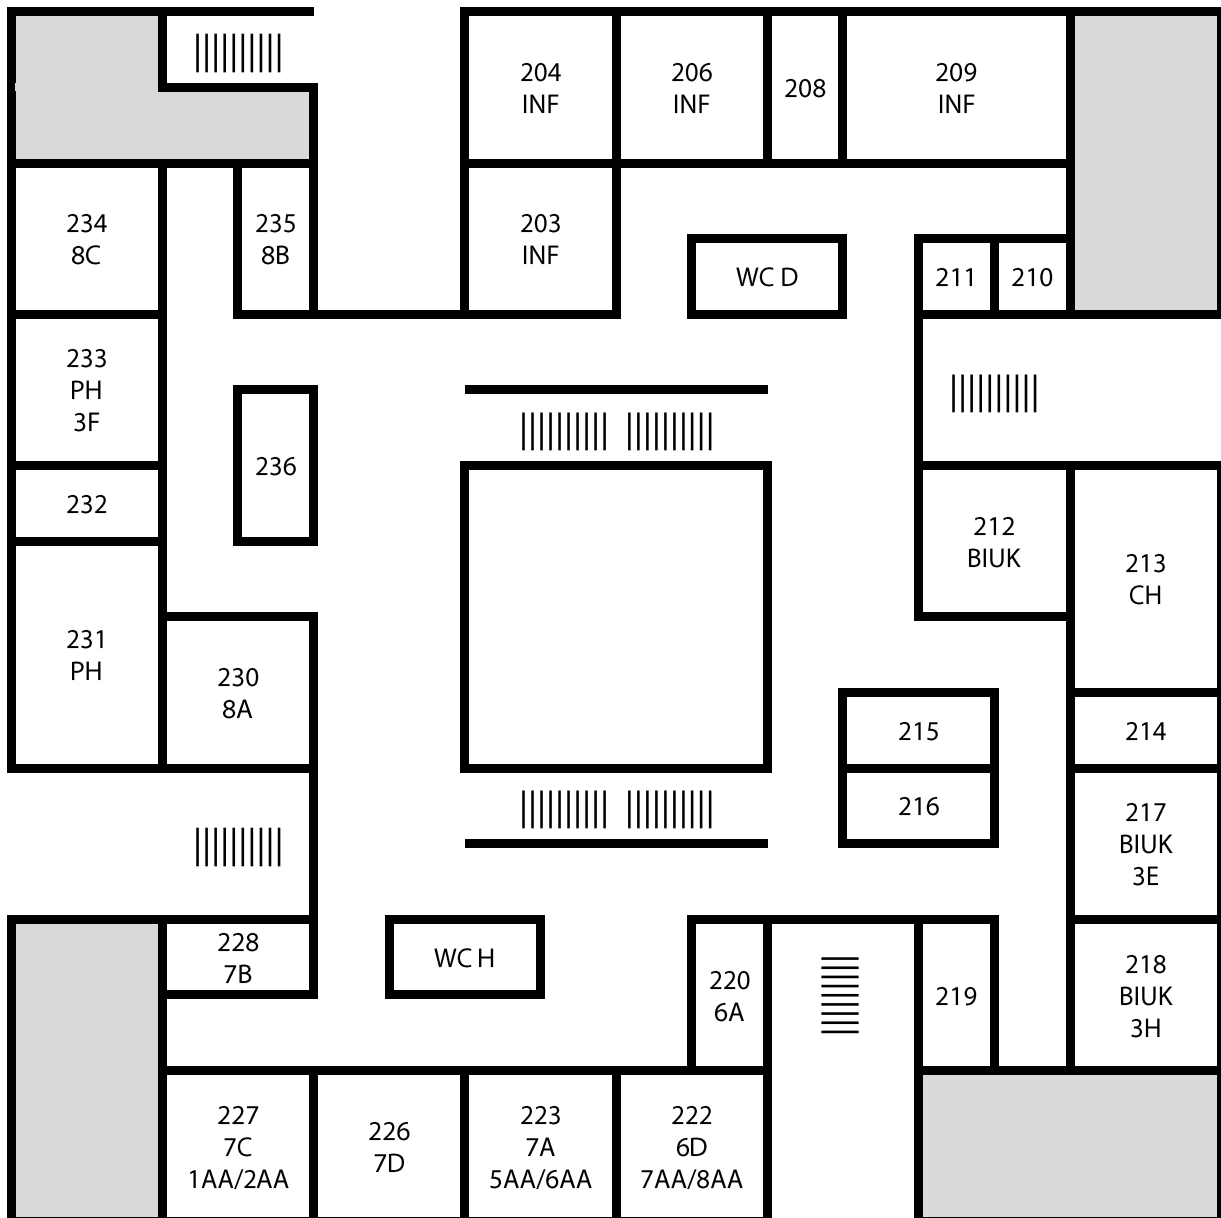 204
INF
206
INF
208
209
INF
234
8C
235
8B
203
INF
WC D
211
210
233
PH
3F
236
232
212
BIUK
213
CH
231
PH
230
8A
215
214
216
217
BIUK
3E
228
7B
WC H
220
6A
219
218
BIUK
3H
227
7C
1AA/2AA
226
7D
223
7A
5AA/6AA
222
6D
7AA/8AA